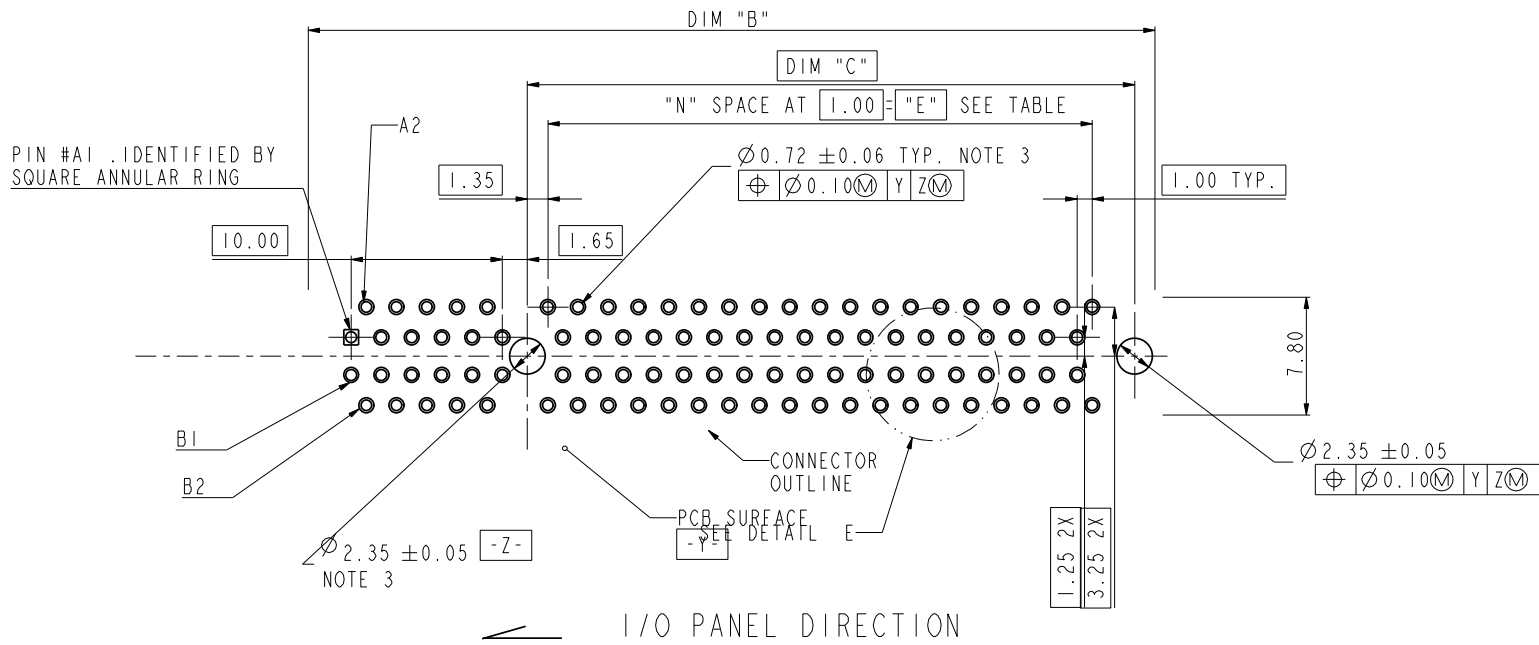 DIM "B"
DIM "C"
"N" SPACE AT 1.00 = "E" SEE TABLE
A2
PIN #A1 .IDENTIFIED BY
SQUARE ANNULAR RING
Ø0.72 ±0.06 TYP. NOTE 3
⌖ Ø0.10Ⓜ Y ZⓂ
1.35
1.00 TYP.
10.00
1.65
7.80
B1
B2
CONNECTOR
OUTLINE
Ø2.35 ±0.05
⌖ Ø0.10Ⓜ Y ZⓂ
PCB SURFACE
-Y-
SEE DETAIL E
Ø2.35 ±0.05 -Z-
NOTE 3
1.25 2X
3.25 2X
I/O PANEL DIRECTION